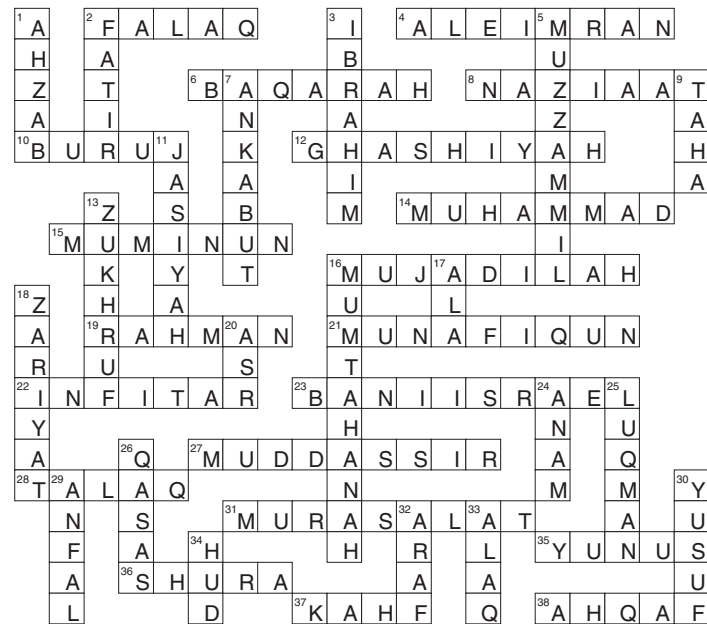 1 A 2 F A L A Q 3 I 4 A L E I 5 M R A N
H A B U
Z T 6 B 7 A Q A R A H 8 N A Z I A A 9 T
A I N A Z A
10 B U R U 11 J K 12 G H A S H I Y A H H
A A I M A
13 Z S B M 14 M U H A M M A D
15 M U M I N U N I
K Y T 16 M U J 17 A D I L A H
18 Z H A U L
A 19 R A H M 20 A N 21 M U N A F I Q U N
R U S T
22 I N F I T A R 23 B A N I I S R 24 A E 25 L
Y H N U
A 26 Q 27 M U D D A S S I R A Q
28 T 29 A L A Q N M M 30 Y
N S 31 M U R A S 32 A L 33 A T A U
F A 34 H H R L 35 Y U N U S
A 36 S H U R A A A U
L D 37 K A H F Q 38 A H Q A F